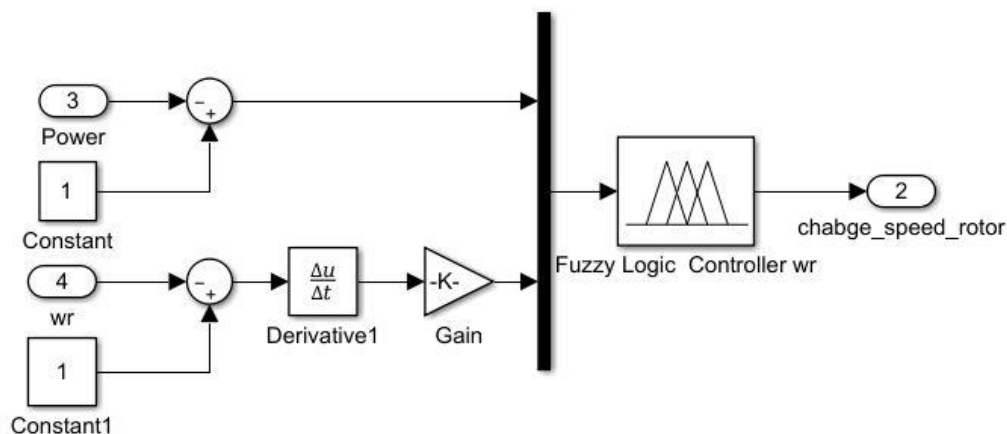 3
Power
−
+
1
Constant
4
wr
−
+
Δu
Δt
Derivative1
-K-
Gain
1
Constant1
Fuzzy Logic  Controller wr
2
chabge_speed_rotor